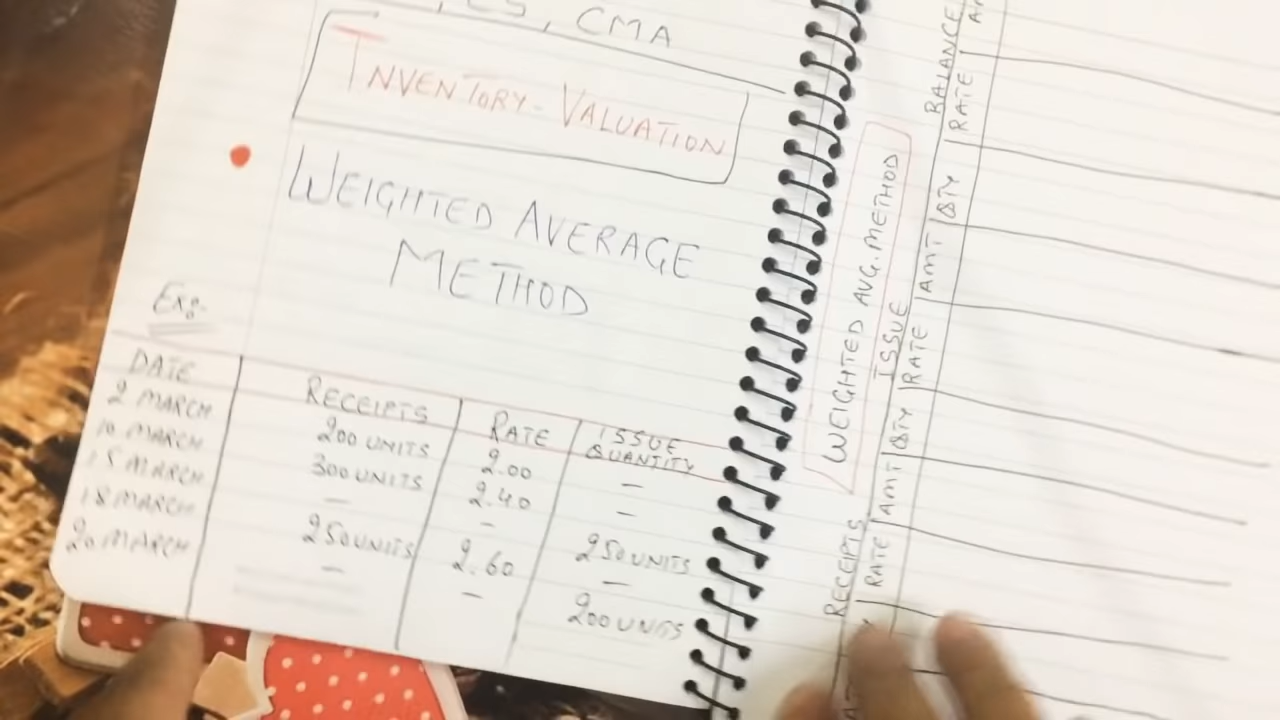 , CS, CMA
INVENTORY-VALUATION
WEIGHTED AVERAGE
METHOD
Ex:-
DATE RECEIPTS RATE ISSUE QUANTITY
2 MARCH 200 UNITS 2.00 —
10 MARCH 300 UNITS 2.40 —
15 MARCH — - 250 UNITS
18 MARCH 250 UNITS 2.60 —
20 MARCH — - 200 UNITS
WEIGHTED AVG. METHOD
RECEIPTS ISSUE BALANCE
RATE AMT QTY RATE AMT QTY RATE